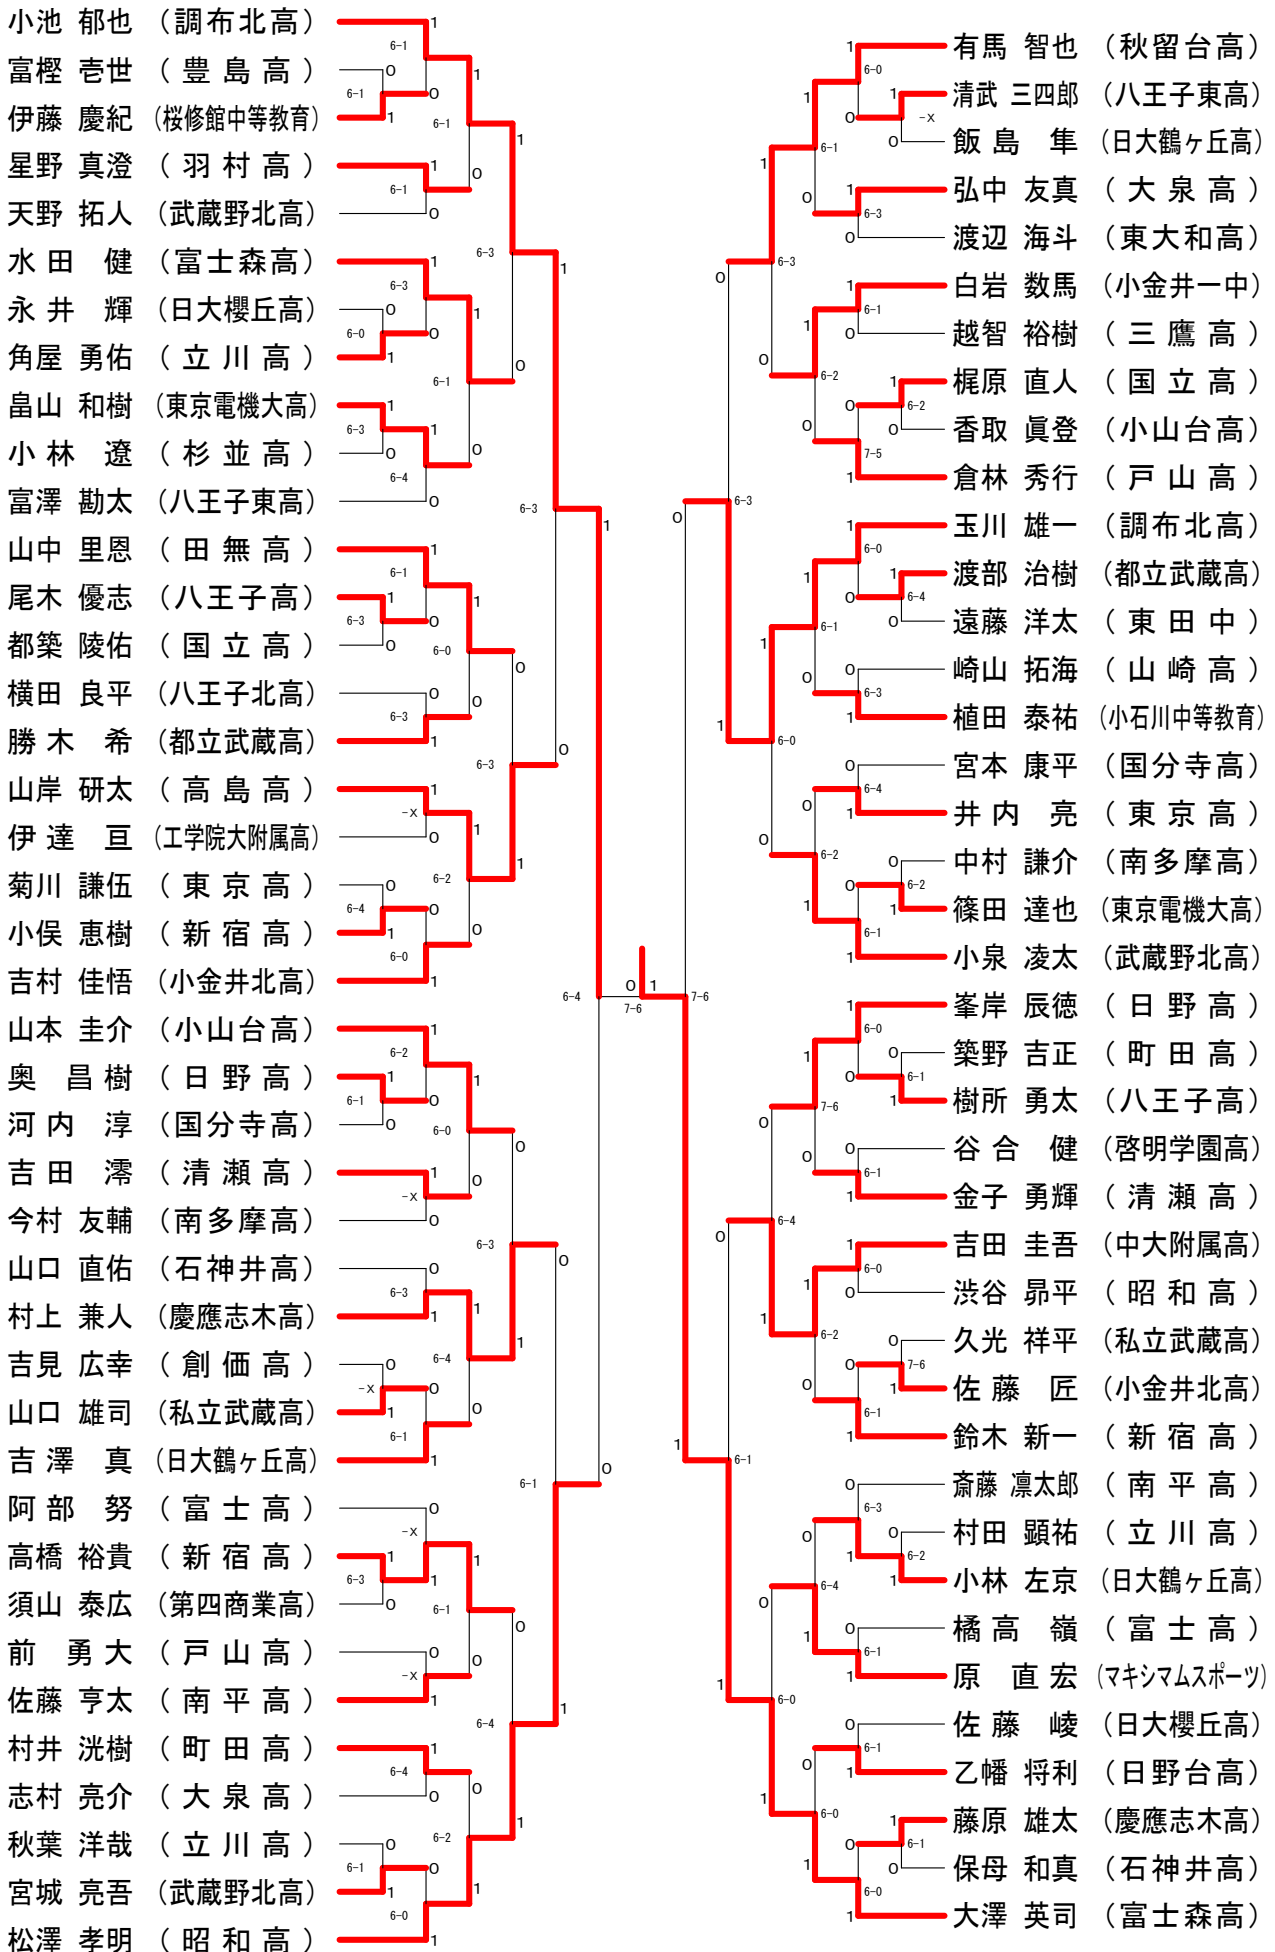 小池 郁也 (調布北高)
富樫 壱世 (豊島高)
伊藤 慶紀 (桜修館中等教育)
星野 真澄 (羽村高)
天野 拓人 (武蔵野北高)
水田 健 (富士森高)
永井 輝 (日大櫻丘高)
角屋 勇佑 (立川高)
畠山 和樹 (東京電機大高)
小林 遼 (杉並高)
富澤 勘太 (八王子東高)
山中 里恩 (田無高)
尾木 優志 (八王子高)
都築 陵佑 (国立高)
横田 良平 (八王子北高)
勝木 希 (都立武蔵高)
山岸 研太 (高島高)
伊達 亘 (工学院大附属高)
菊川 謙伍 (東京高)
小俣 恵樹 (新宿高)
吉村 佳悟 (小金井北高)
山本 圭介 (小山台高)
奥 昌樹 (日野高)
河内 淳 (国分寺高)
吉田 澪 (清瀬高)
今村 友輔 (南多摩高)
山口 直佑 (石神井高)
村上 兼人 (慶應志木高)
吉見 広幸 (創価高)
山口 雄司 (私立武蔵高)
吉澤 真 (日大鶴ヶ丘高)
阿部 努 (富士高)
高橋 裕貴 (新宿高)
須山 泰広 (第四商業高)
前 勇大 (戸山高)
佐藤 亨太 (南平高)
村井 洸樹 (町田高)
志村 亮介 (大泉高)
秋葉 洋哉 (立川高)
宮城 亮吾 (武蔵野北高)
松澤 孝明 (昭和高)
有馬 智也 (秋留台高)
清武 三四郎 (八王子東高)
飯島 隼 (日大鶴ヶ丘高)
弘中 友真 (大泉高)
渡辺 海斗 (東大和高)
白岩 数馬 (小金井一中)
越智 裕樹 (三鷹高)
梶原 直人 (国立高)
香取 眞登 (小山台高)
倉林 秀行 (戸山高)
玉川 雄一 (調布北高)
渡部 治樹 (都立武蔵高)
遠藤 洋太 (東田中)
崎山 拓海 (山崎高)
植田 泰祐 (小石川中等教育)
宮本 康平 (国分寺高)
井内 亮 (東京高)
中村 謙介 (南多摩高)
篠田 達也 (東京電機大高)
小泉 凌太 (武蔵野北高)
峯岸 辰徳 (日野高)
築野 吉正 (町田高)
樹所 勇太 (八王子高)
谷合 健 (啓明学園高)
金子 勇輝 (清瀬高)
吉田 圭吾 (中大附属高)
渋谷 昴平 (昭和高)
久光 祥平 (私立武蔵高)
佐藤 匠 (小金井北高)
鈴木 新一 (新宿高)
斎藤 凛太郎 (南平高)
村田 顕祐 (立川高)
小林 左京 (日大鶴ヶ丘高)
橘高 嶺 (富士高)
原 直宏 (マキシマムスポーツ)
佐藤 崚 (日大櫻丘高)
乙幡 将利 (日野台高)
藤原 雄太 (慶應志木高)
保母 和真 (石神井高)
大澤 英司 (富士森高)